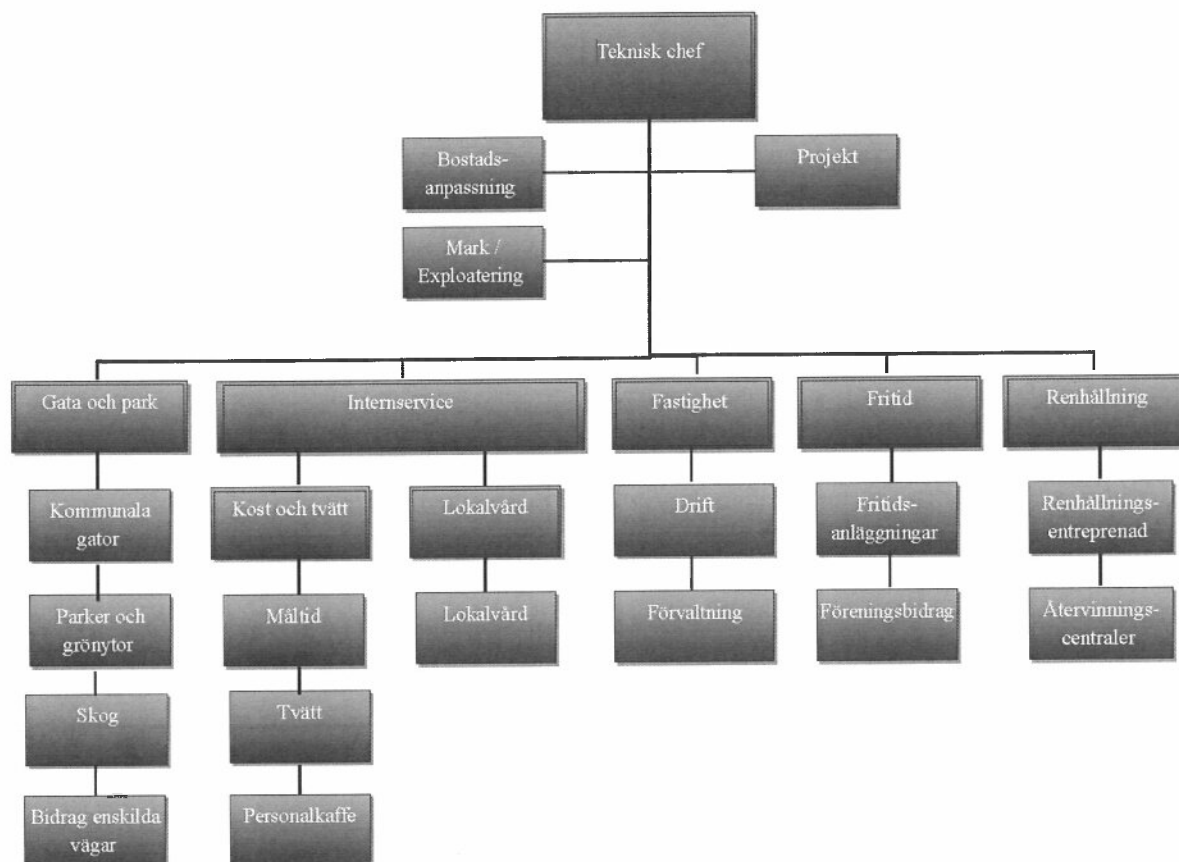 Teknisk chef
Bostads-
anpassning
Projekt
Mark /
Exploatering
Gata och park
Internservice
Fastighet
Fritid
Renhållning
Kommunala
gator
Kost och tvätt
Lokalvård
Drift
Fritids-
anläggningar
Renhållnings-
entreprenad
Parker och
grönytor
Måltid
Lokalvård
Förvaltning
Föreningsbidrag
Återvinnings-
centraler
Skog
Tvätt
Bidrag enskilda
vägar
Personalkaffe